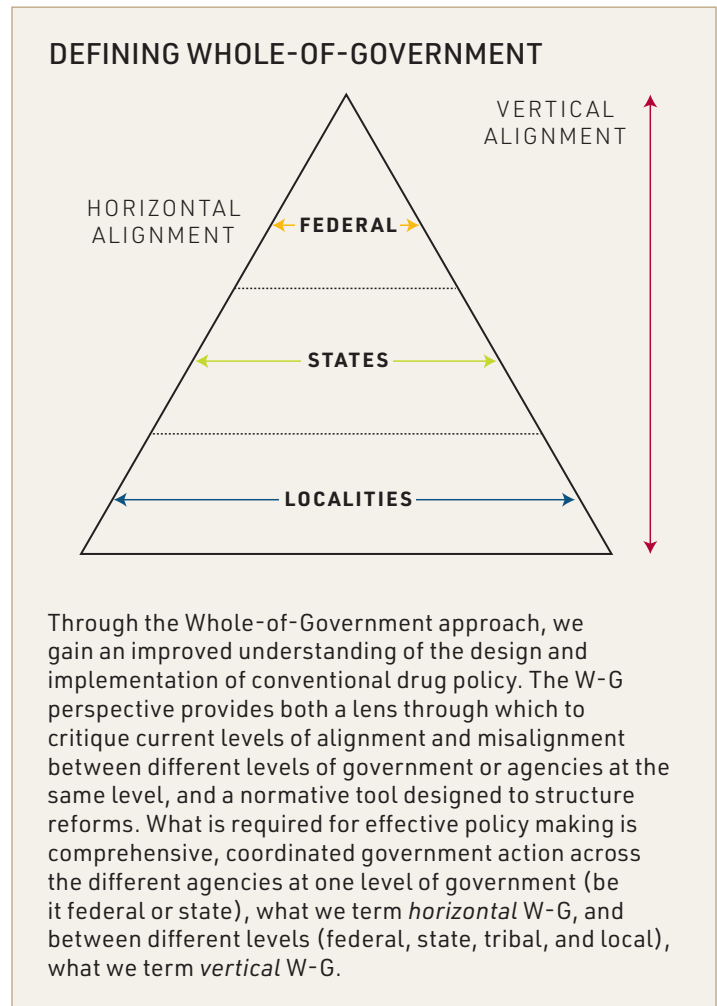 DEFINING WHOLE-OF-GOVERNMENT
VERTICAL
ALIGNMENT
HORIZONTAL
ALIGNMENT
FEDERAL
STATES
LOCALITIES
Through the Whole-of-Government approach, we
gain an improved understanding of the design and
implementation of conventional drug policy. The W-G
perspective provides both a lens through which to
critique current levels of alignment and misalignment
between different levels of government or agencies at the
same level, and a normative tool designed to structure
reforms. What is required for effective policy making is
comprehensive, coordinated government action across
the different agencies at one level of government (be
it federal or state), what we term horizontal W-G, and
between different levels (federal, state, tribal, and local),
what we term vertical W-G.